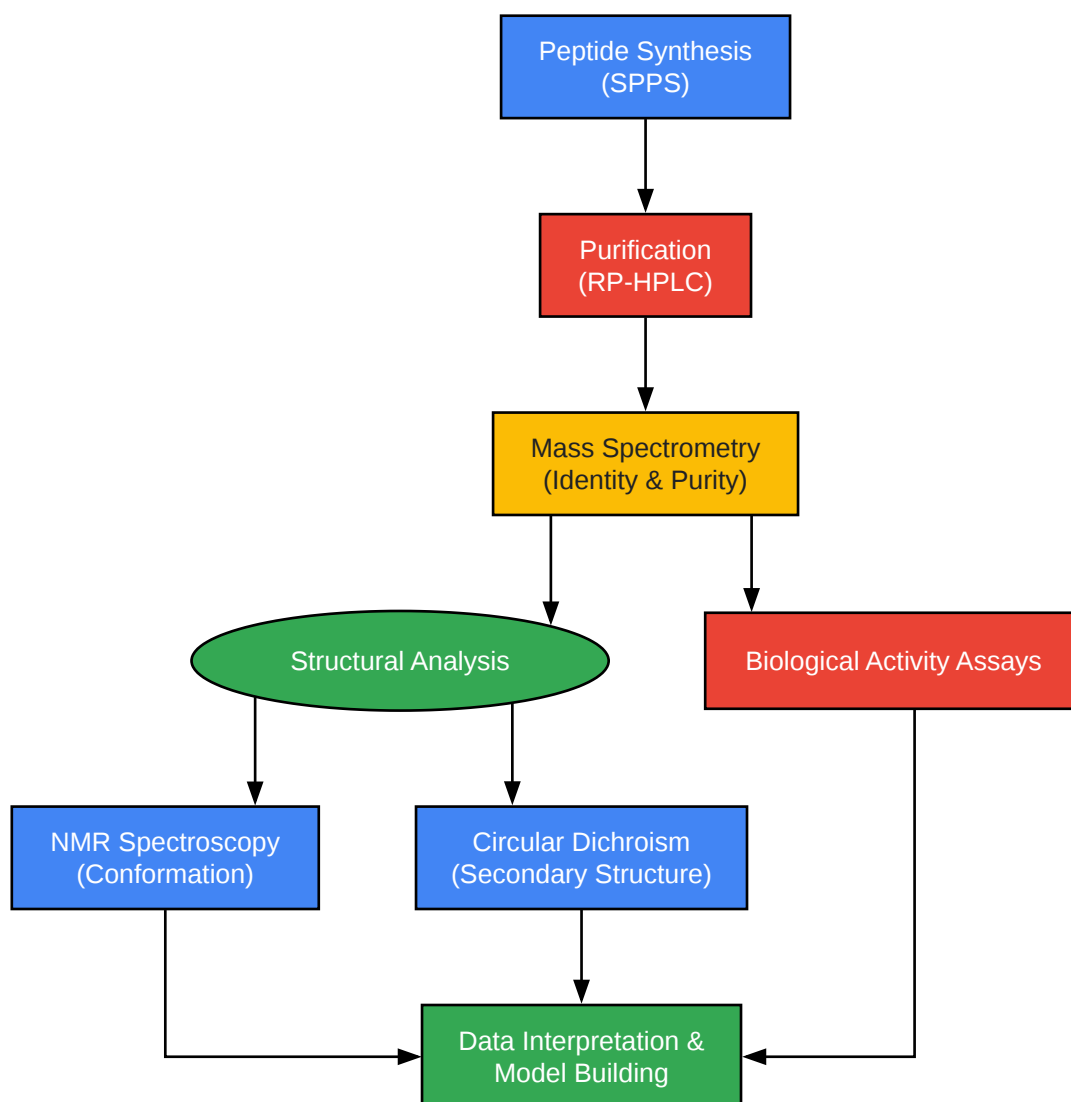 Peptide Synthesis
(SPPS)
Purification
(RP-HPLC)
Mass Spectrometry
(Identity & Purity)
Structural Analysis
Biological Activity Assays
NMR Spectroscopy
(Conformation)
Circular Dichroism
(Secondary Structure)
Data Interpretation &
Model Building